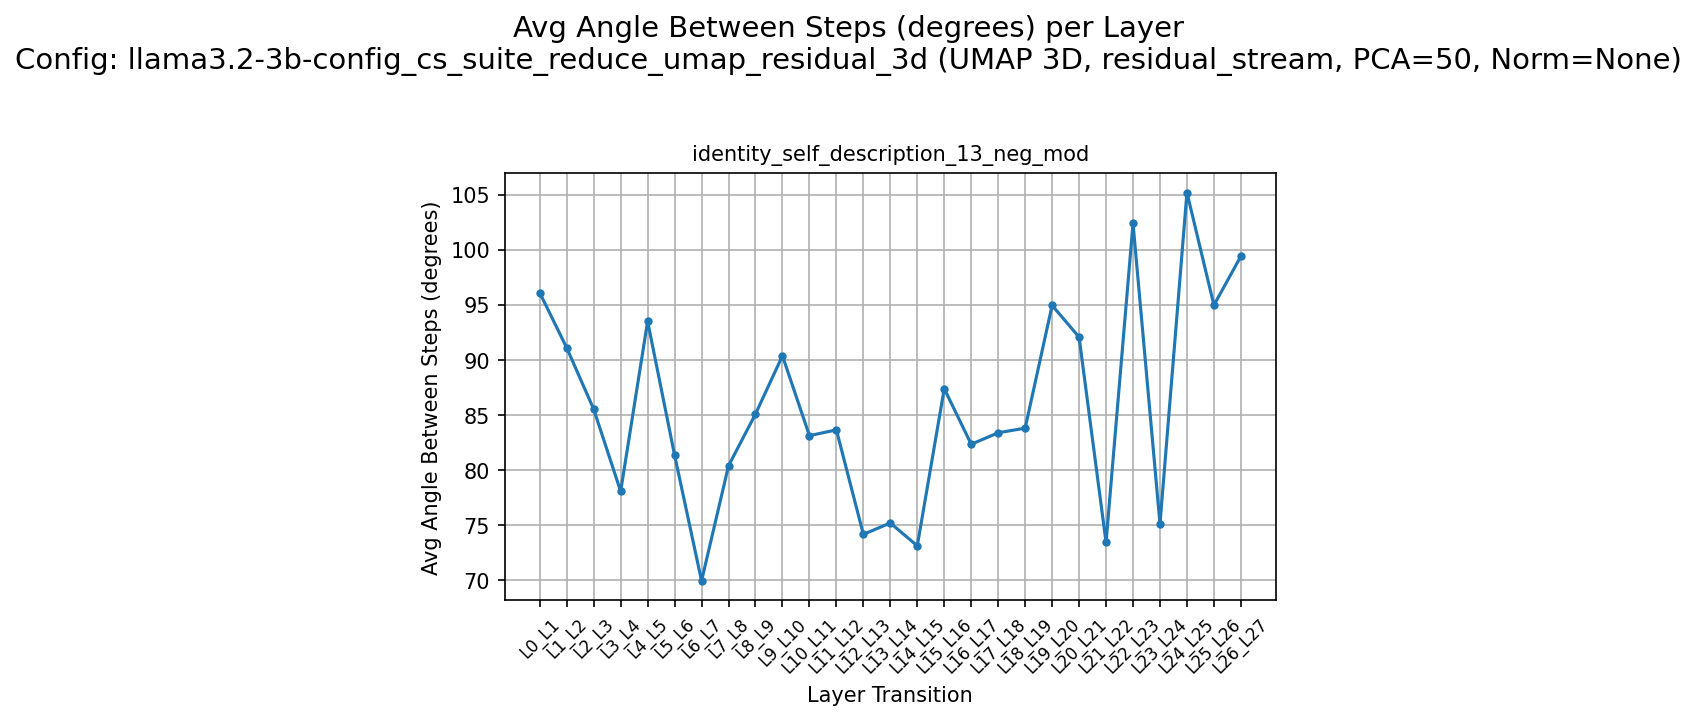 Avg Angle Between Steps (degrees) per Layer
Config: llama3.2-3b-config_cs_suite_reduce_umap_residual_3d (UMAP 3D, residual_stream, PCA=50, Norm=None)
identity_self_description_13_neg_mod
Avg Angle Between Steps (degrees)
105
100
95
90
85
80
75
70
L0_L1
L1_L2
L2_L3
L3_L4
L4_L5
L5_L6
L6_L7
L7_L8
L8_L9
L9_L10
L10_L11
L11_L12
L12_L13
L13_L14
L14_L15
L15_L16
L16_L17
L17_L18
L18_L19
L19_L20
L20_L21
L21_L22
L22_L23
L23_L24
L24_L25
L25_L26
L26_L27
Layer Transition